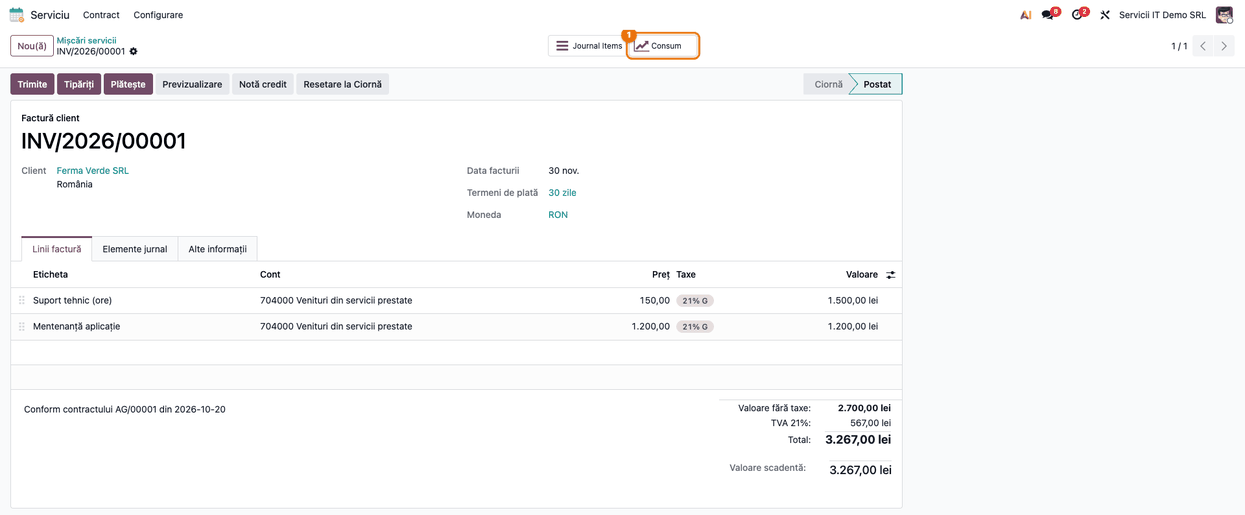 Serviciu Contract Configurare AI 8 2 Servicii IT Demo SRL
Nou(ă) Mișcări servicii
INV/2026/00001
Journal Items 1 Consum 1 / 1
Trimite Tipăriți Plătește Previzualizare Notă credit Resetare la Ciornă Ciornă Postat
Factură client
INV/2026/00001
Client Ferma Verde SRL
România
Data facturii 30 nov.
Termeni de plată 30 zile
Moneda RON
Linii factură Elemente jurnal Alte informații
Eticheta Cont Preț Taxe Valoare
Suport tehnic (ore) 704000 Venituri din servicii prestate 150,00 21% G 1.500,00 lei
Mentenanță aplicație 704000 Venituri din servicii prestate 1.200,00 21% G 1.200,00 lei
Conform contractului AG/00001 din 2026-10-20
Valoare fără taxe: 2.700,00 lei
TVA 21%: 567,00 lei
Total: 3.267,00 lei
Valoare scadentă: 3.267,00 lei